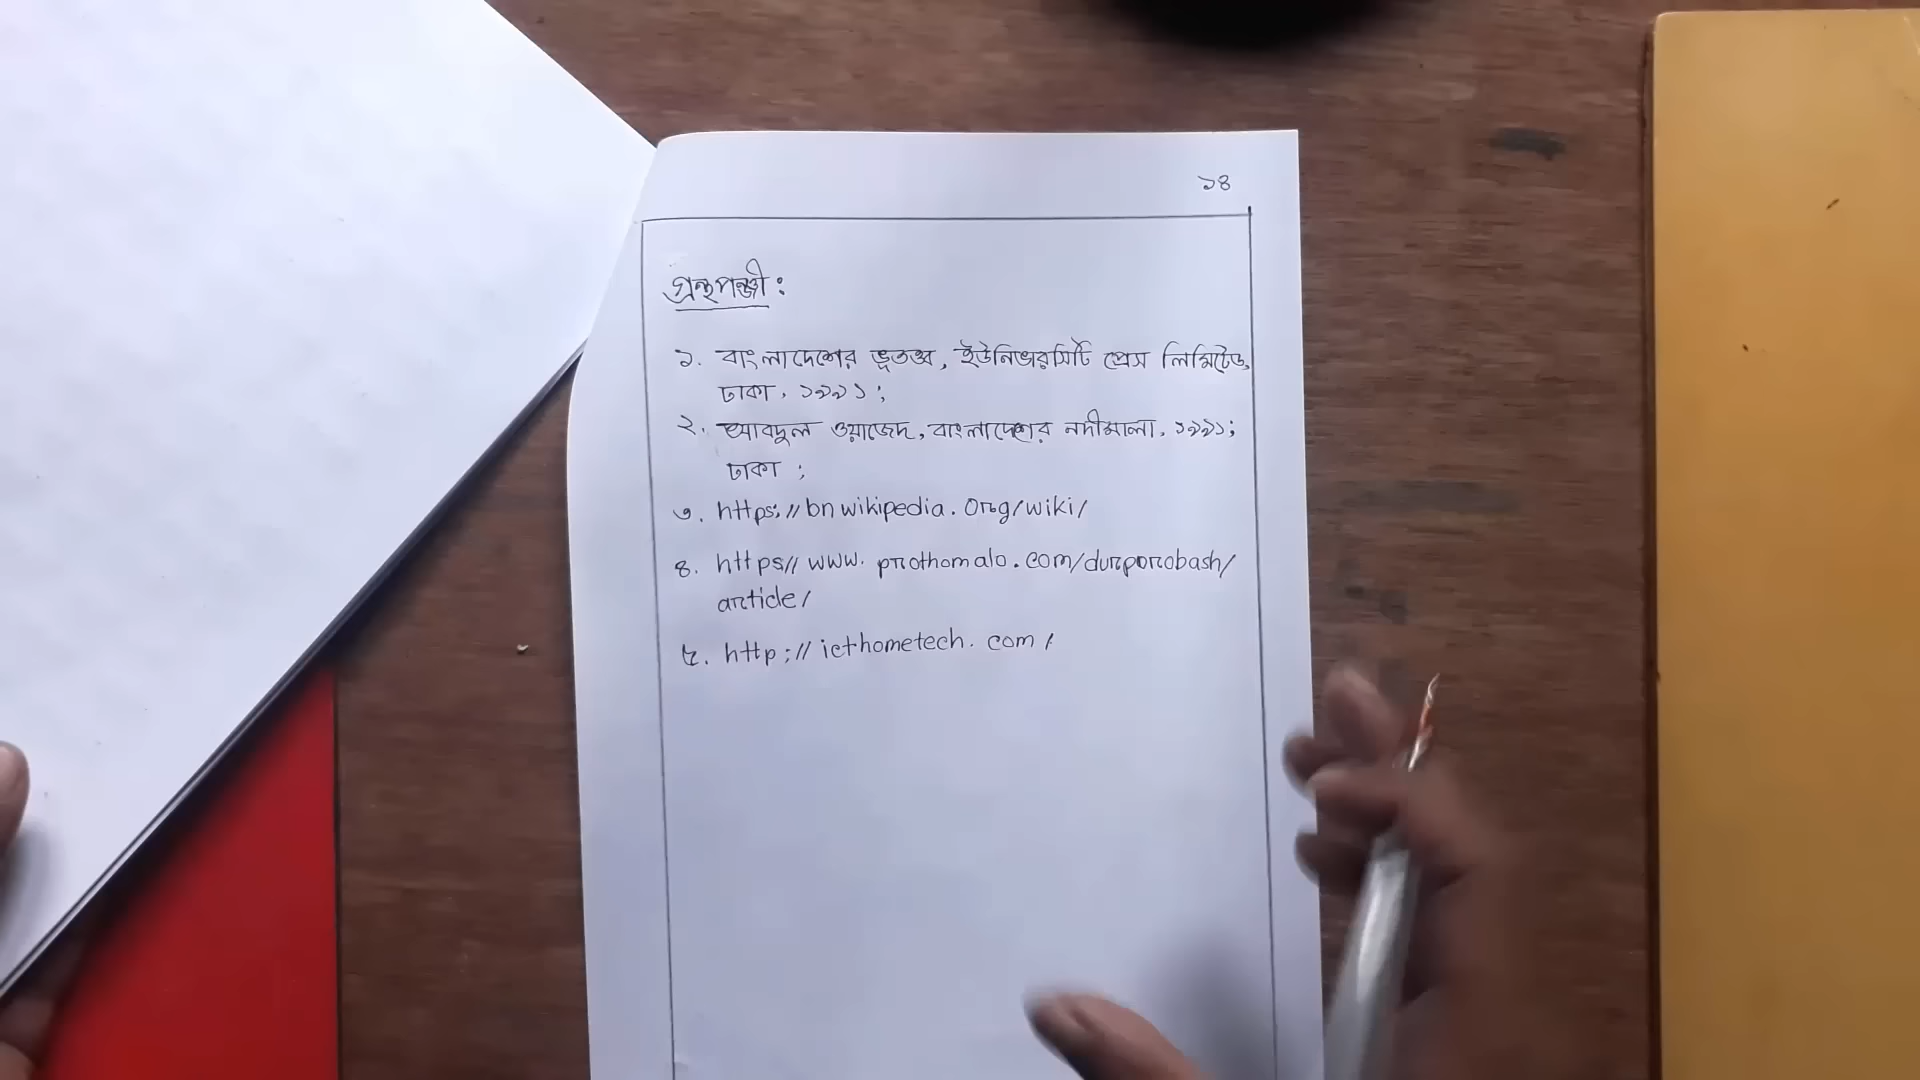 ১৪
গ্রন্থপঞ্জী :
১. বাংলাদেশের ভূতত্ত্ব, ইউনিভারসিটি প্রেস লিমিটেড,
ঢাকা, ১৯৯১;
২. আবদুল ওয়াজেদ, বাংলাদেশের নদীমালা, ১৯৯১;
ঢাকা ;
৩. https://bn wikipedia.org/wiki/
৪. https// www. prothomalo.com/durporobash/
article/
৫. http;// icthometech. com /